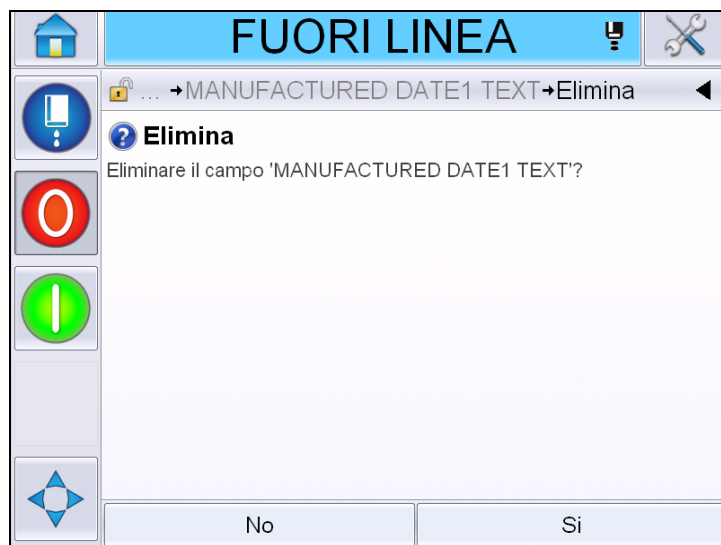 FUORI LINEA
... →MANUFACTURED DATE1 TEXT→Elimina
Elimina
Eliminare il campo 'MANUFACTURED DATE1 TEXT'?
No
Si